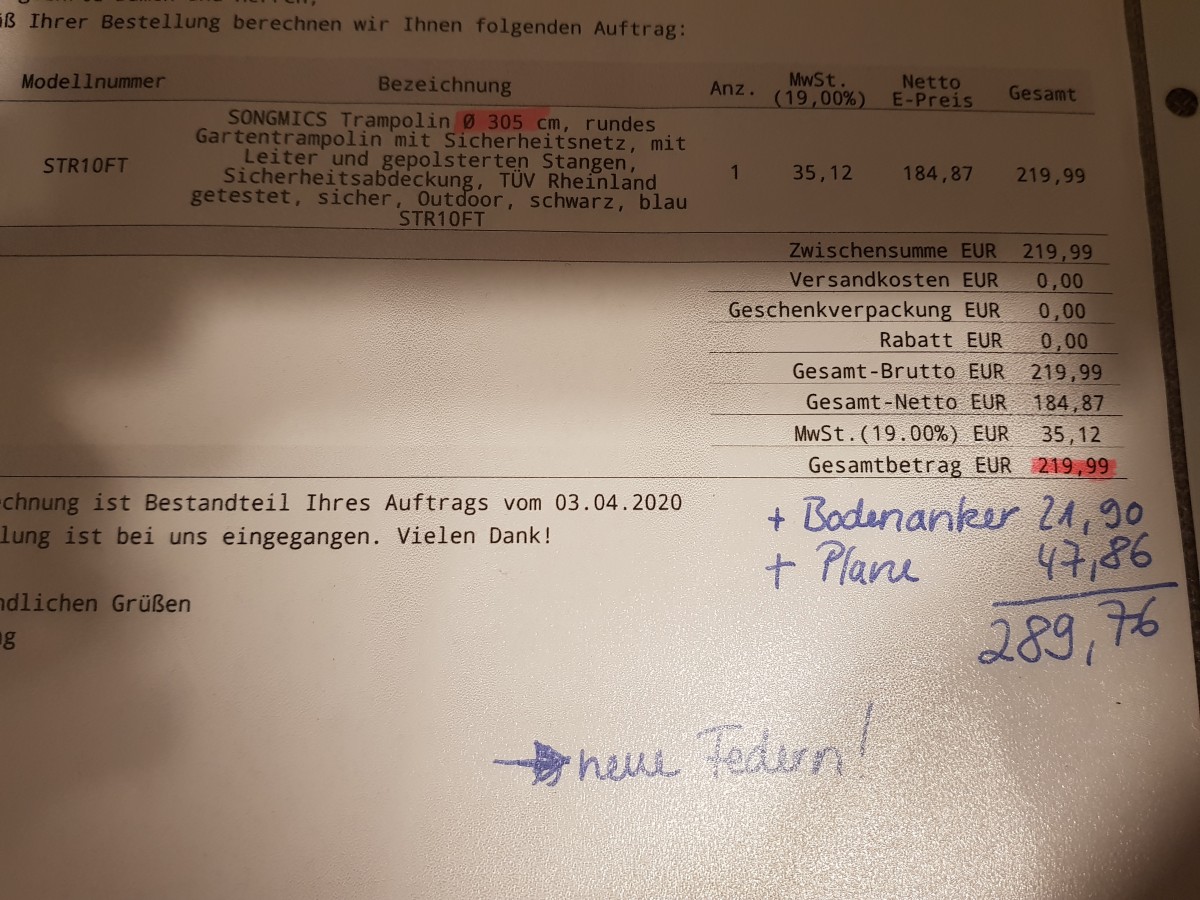 Ihrer Bestellung berechnen wir Ihnen folgenden Auftrag:
Modellnummer Bezeichnung Anz. MwSt. (19,00%) Netto E-Preis Gesamt
SONGMICS Trampolin Ø 305 cm, rundes
Gartentrampolin mit Sicherheitsnetz, mit
Leiter und gepolsterten Stangen,
STR10FT Sicherheitsabdeckung, TÜV Rheinland 1 35,12 184,87 219,99
getestet, sicher, Outdoor, schwarz, blau
STR10FT
Zwischensumme EUR 219,99
Versandkosten EUR 0,00
Geschenkverpackung EUR 0,00
Rabatt EUR 0,00
Gesamt-Brutto EUR 219,99
Gesamt-Netto EUR 184,87
MwSt.(19.00%) EUR 35,12
Gesamtbetrag EUR 219,99
chnung ist Bestandteil Ihres Auftrags vom 03.04.2020
lung ist bei uns eingegangen. Vielen Dank!
+ Bodenanker 21,90
+ Plane 47,86
289,76
ndlichen Grüßen
→ neue Federn!